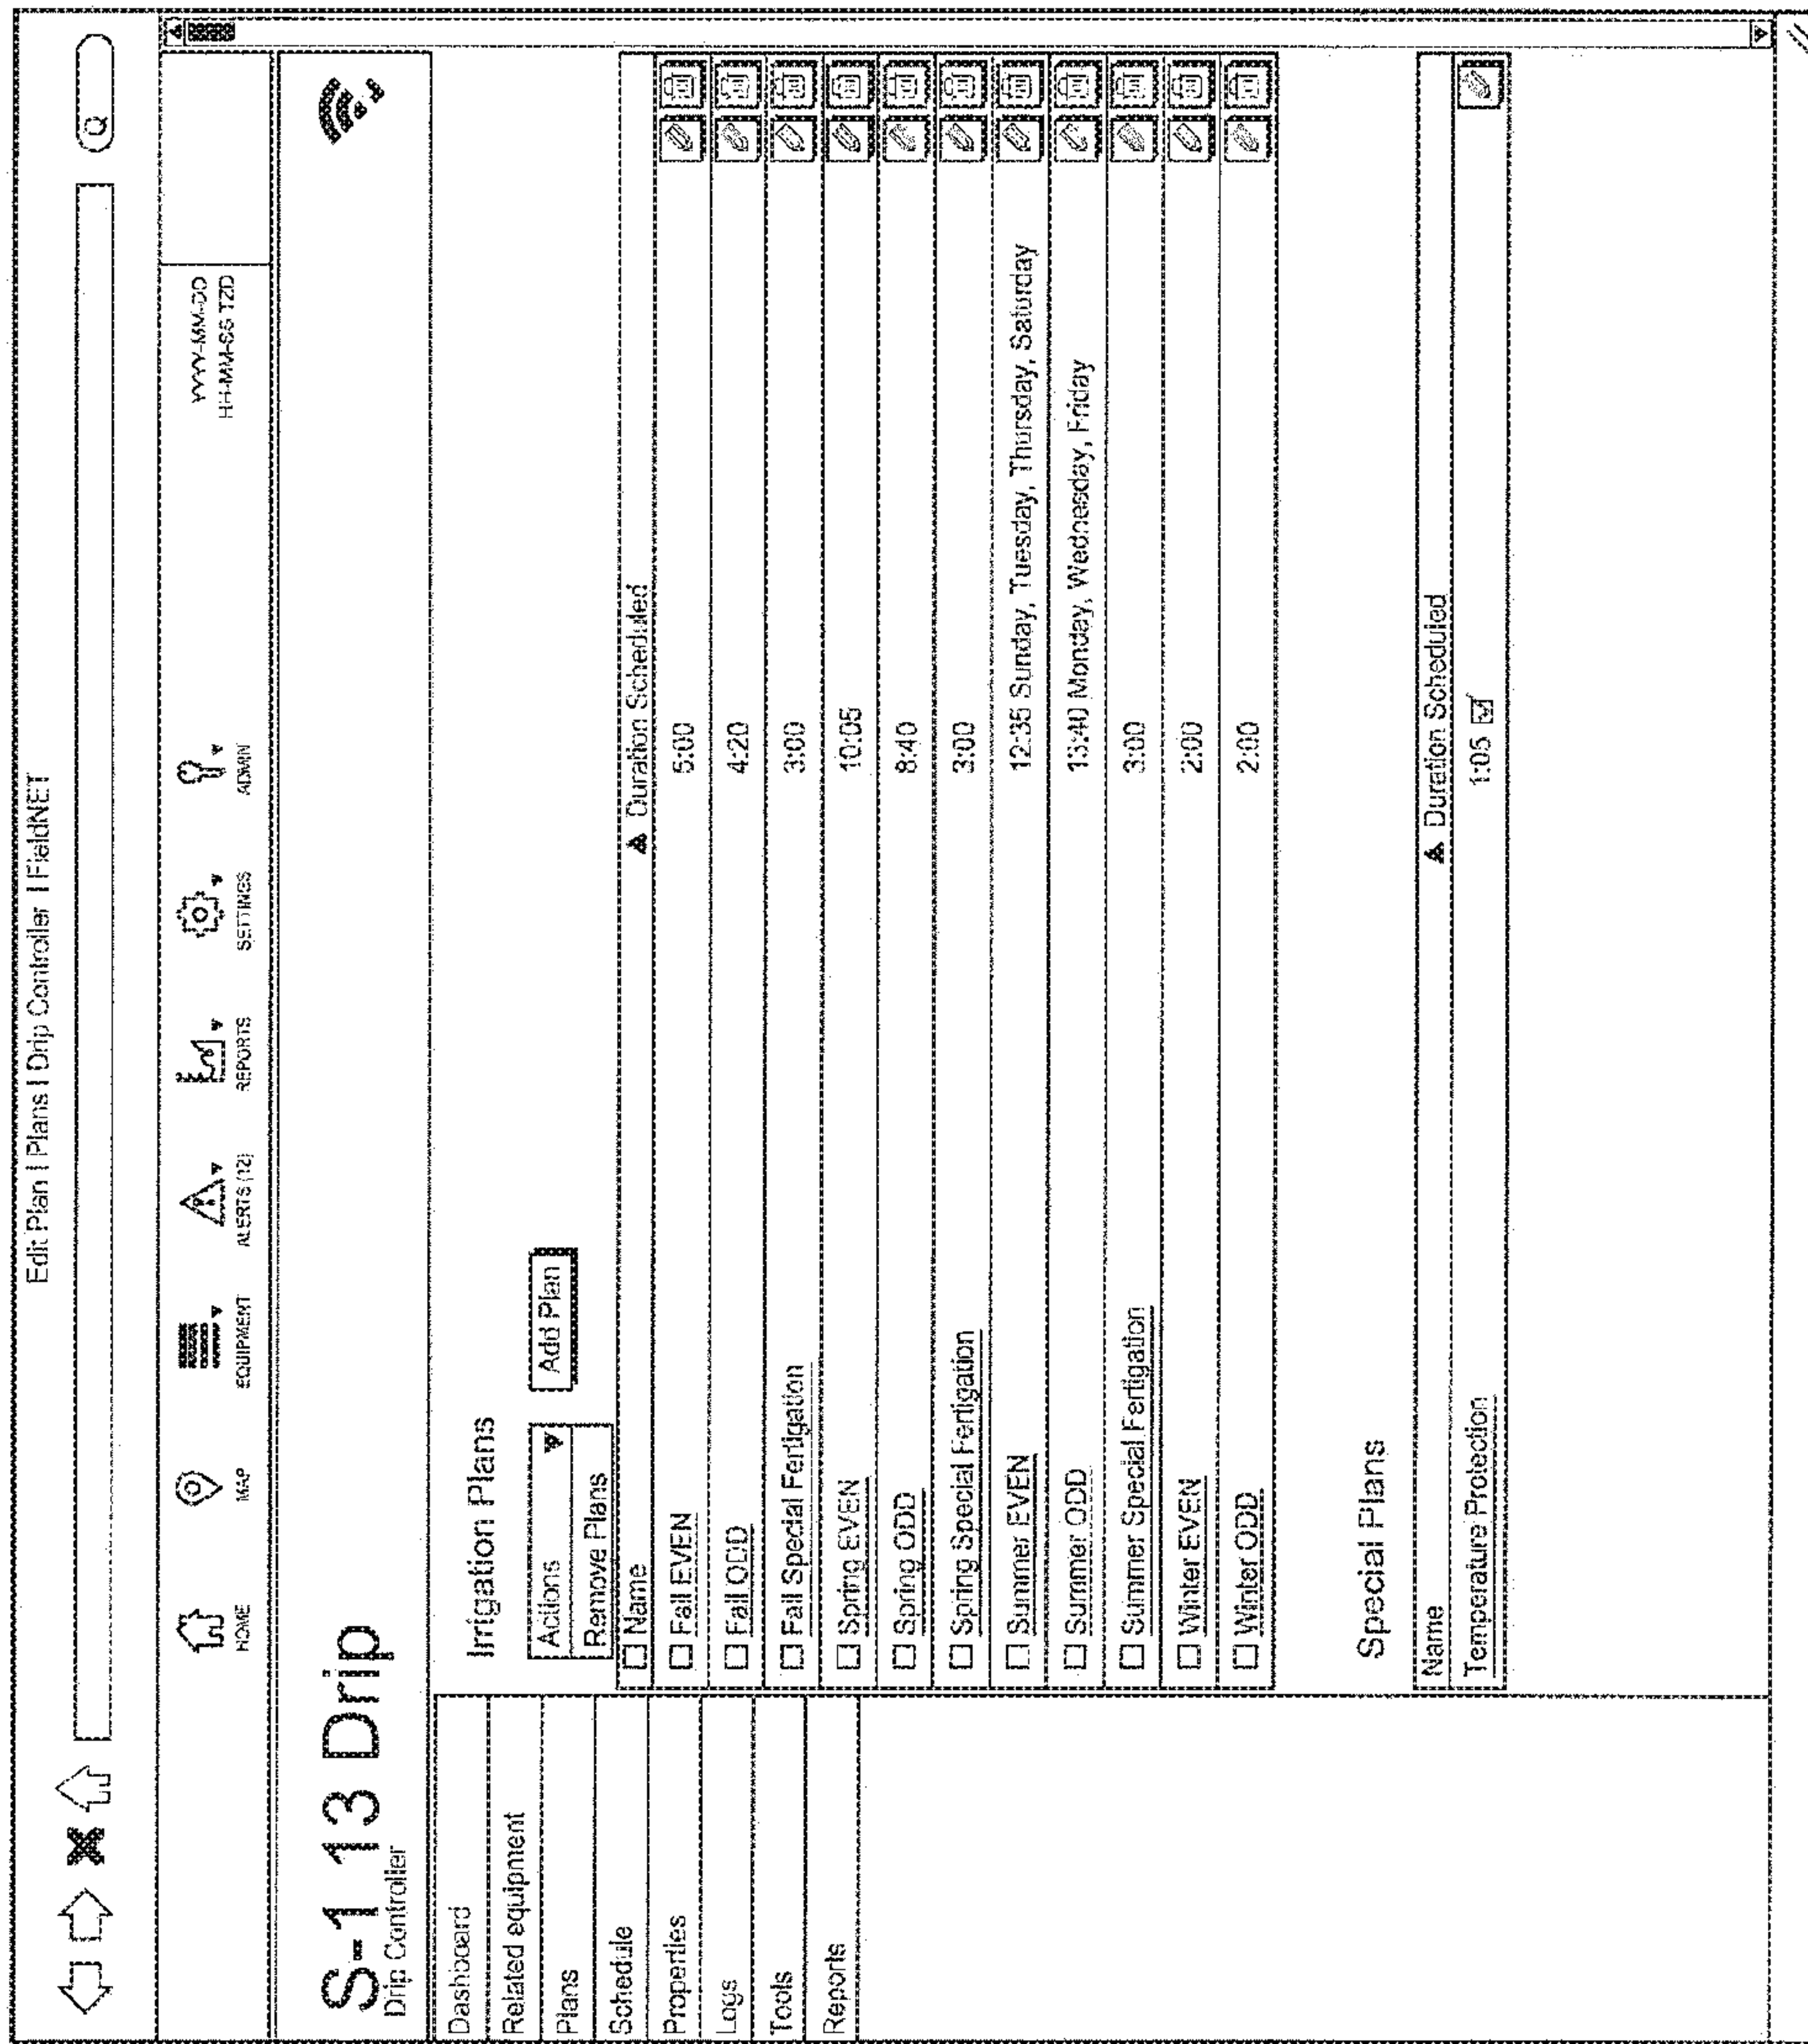 Edit Plan | Plans | Drip Controller | FieldNET
HOME
MAP
EQUIPMENT
ALERTS (12)
REPORTS
SETTINGS
ADMIN
YYYY-MM-DD
HH-MM-SS TZD
S-1 13 Drip
Drip Controller
Dashboard
Related equipment
Plans
Schedule
Properties
Logs
Tools
Reports
Irrigation Plans
Actions
Add Plan
Remove Plans
Name Duration Scheduled
Fall EVEN 5:00
Fall ODD 4:20
Fall Special Fertigation 3:00
Spring EVEN 10:05
Spring ODD 8:40
Spring Special Fertigation 3:00
Summer EVEN 12:35 Sunday, Tuesday, Thursday, Saturday
Summer ODD 13:40 Monday, Wednesday, Friday
Summer Special Fertigation 3:00
Winter EVEN 2:00
Winter ODD 2:00
Special Plans
Name Duration Scheduled
Temperature Protection 1:05